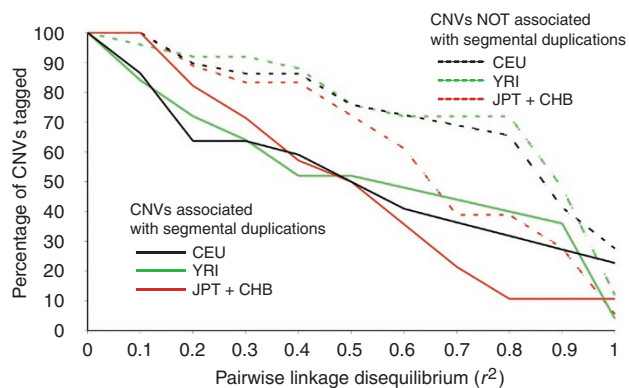 CNVs NOT associated
with segmental duplications
CEU
YRI
JPT + CHB
Percentage of CNVs tagged
100
90
80
70
60
50
40
30
20
10
0
CNVs associated
with segmental duplications
CEU
YRI
JPT + CHB
0 0.1 0.2 0.3 0.4 0.5 0.6 0.7 0.8 0.9 1
Pairwise linkage disequilibrium (r²)